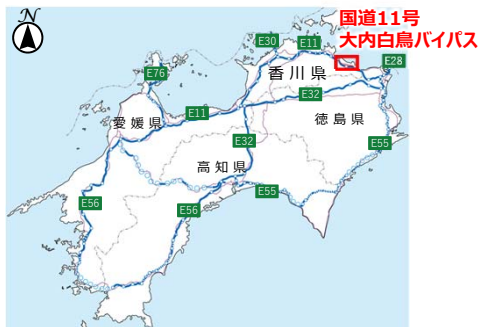 N
国道11号
大内白鳥バイパス
E30
E11
E28
香川県
E76
E32
徳島県
E11
愛媛県
E32
高知県
E55
E55
E56
E56